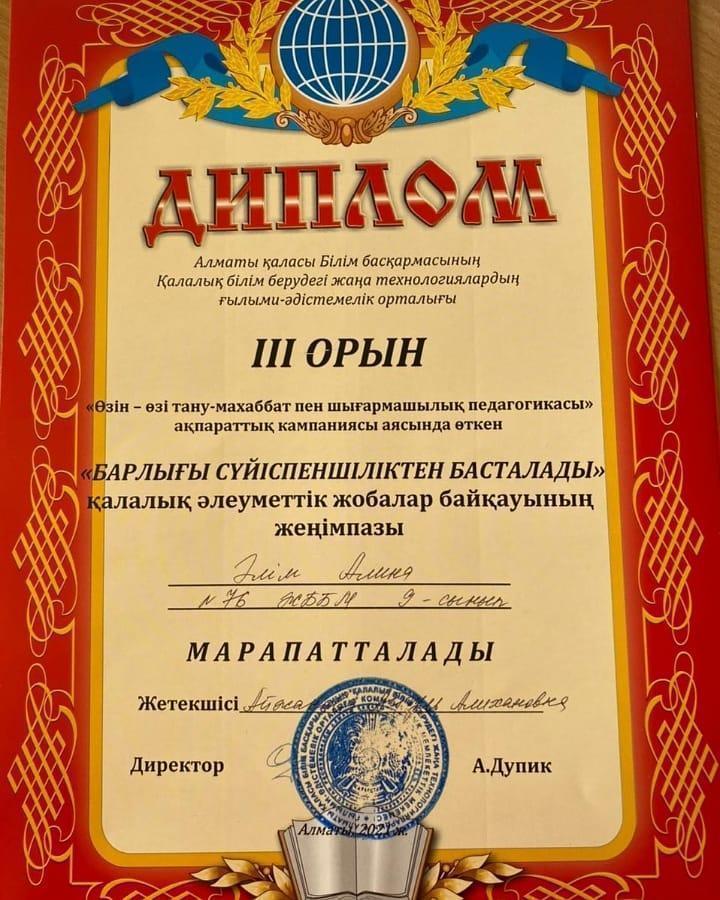 ДИПЛОМ
Алматы қаласы Білім басқармасының
Қалалық білім берудегі жаңа технологиялардың
ғылыми-әдістемелік орталығы
III ОРЫН
«Өзін – өзі тану-махаббат пен шығармашылық педагогикасы»
ақпараттық кампаниясы аясында өткен
«БАРЛЫҒЫ СҮЙІСПЕНШІЛІКТЕН БАСТАЛАДЫ»
қалалық әлеуметтік жобалар байқауының
жеңімпазы
Әлім Алина
№76 ЖББМ 9-сынып
МАРАПАТТАЛАДЫ
Жетекшісі Алихановна
Директор А.Дупик
Алматы, 2021 ж.